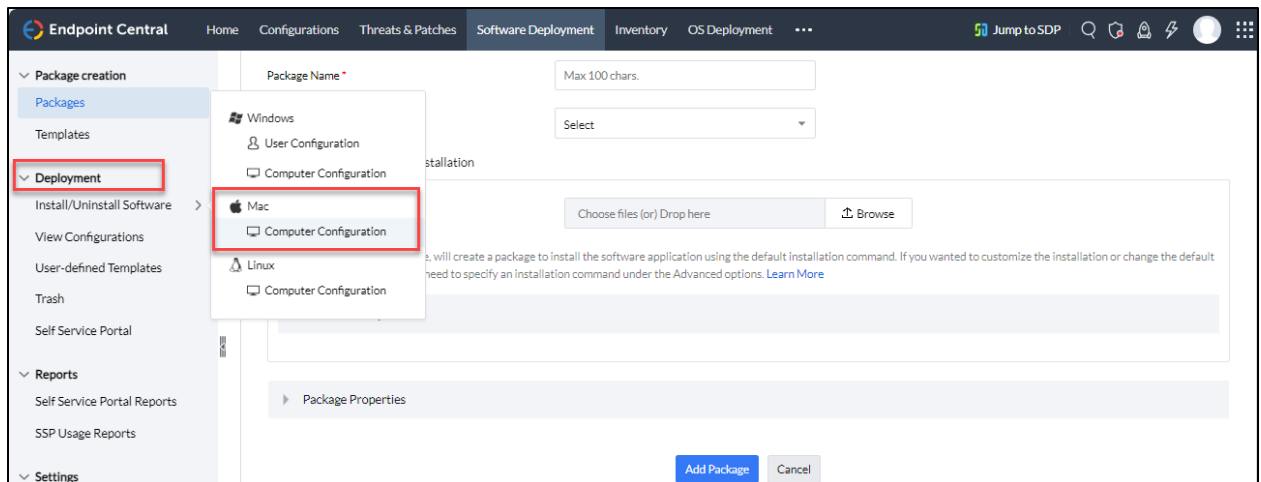 Endpoint Central Home Configurations Threats & Patches Software Deployment Inventory OS Deployment ... Jump to SDP
Package creation
Packages
Templates
Deployment
Install/Uninstall Software
View Configurations
User-defined Templates
Trash
Self Service Portal
Reports
Self Service Portal Reports
SSP Usage Reports
Settings
Windows
User Configuration
Computer Configuration
Mac
Computer Configuration
Linux
Computer Configuration
Package Name * Max 100 chars.
Select
stallation
Choose files (or) Drop here Browse
e, will create a package to install the software application using the default installation command. If you wanted to customize the installation or change the default
need to specify an installation command under the Advanced options. Learn More
Package Properties
Add Package Cancel